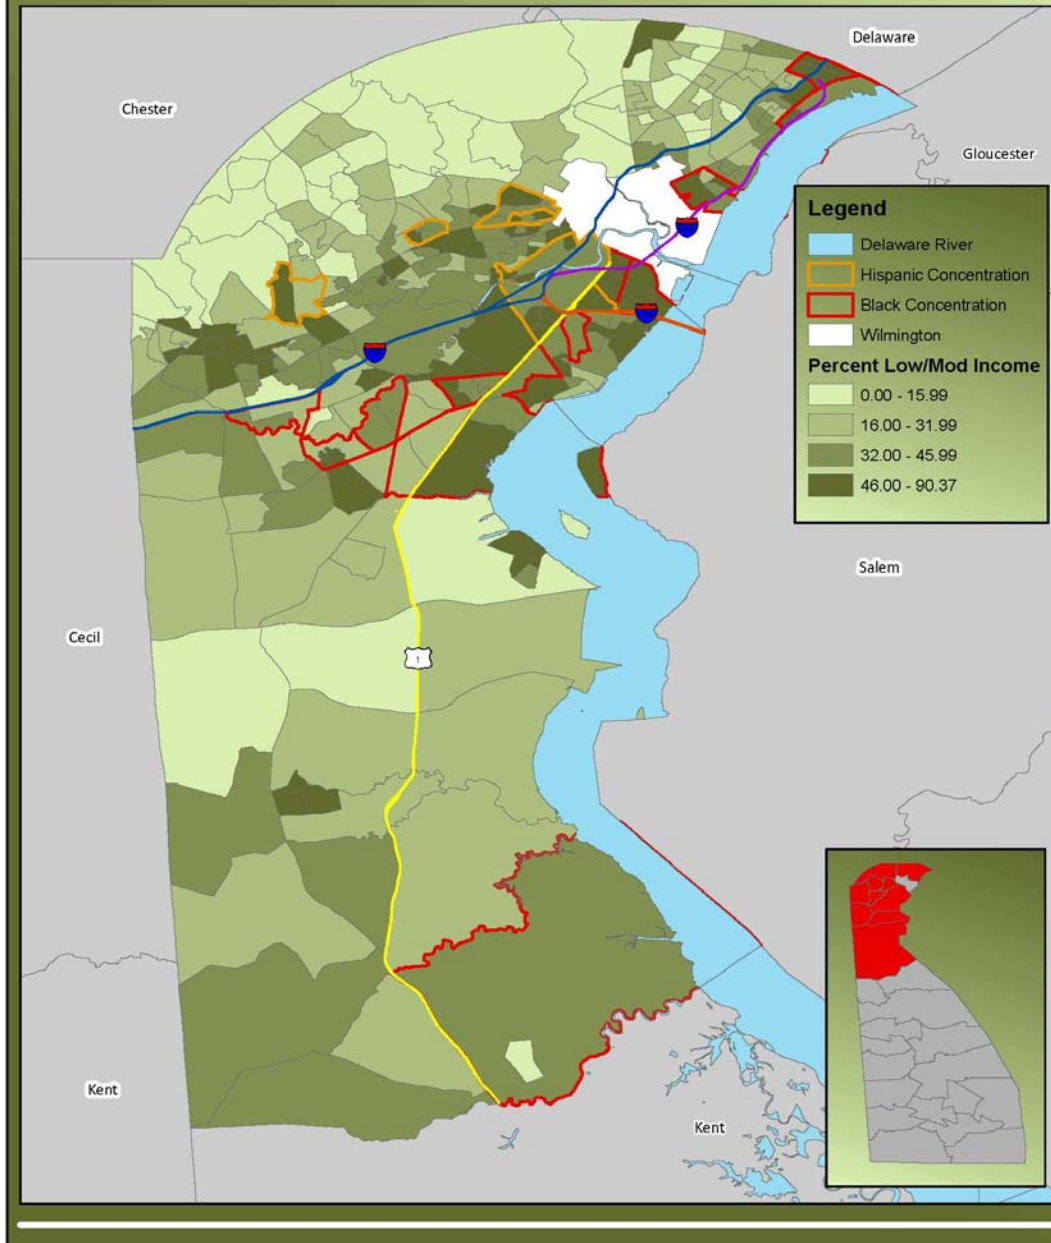 Delaware
Chester
Gloucester
Legend
Delaware River
Hispanic Concentration
Black Concentration
Wilmington
Percent Low/Mod Income
0.00 - 15.99
16.00 - 31.99
32.00 - 45.99
46.00 - 90.37
Salem
Cecil
1
Kent
Kent